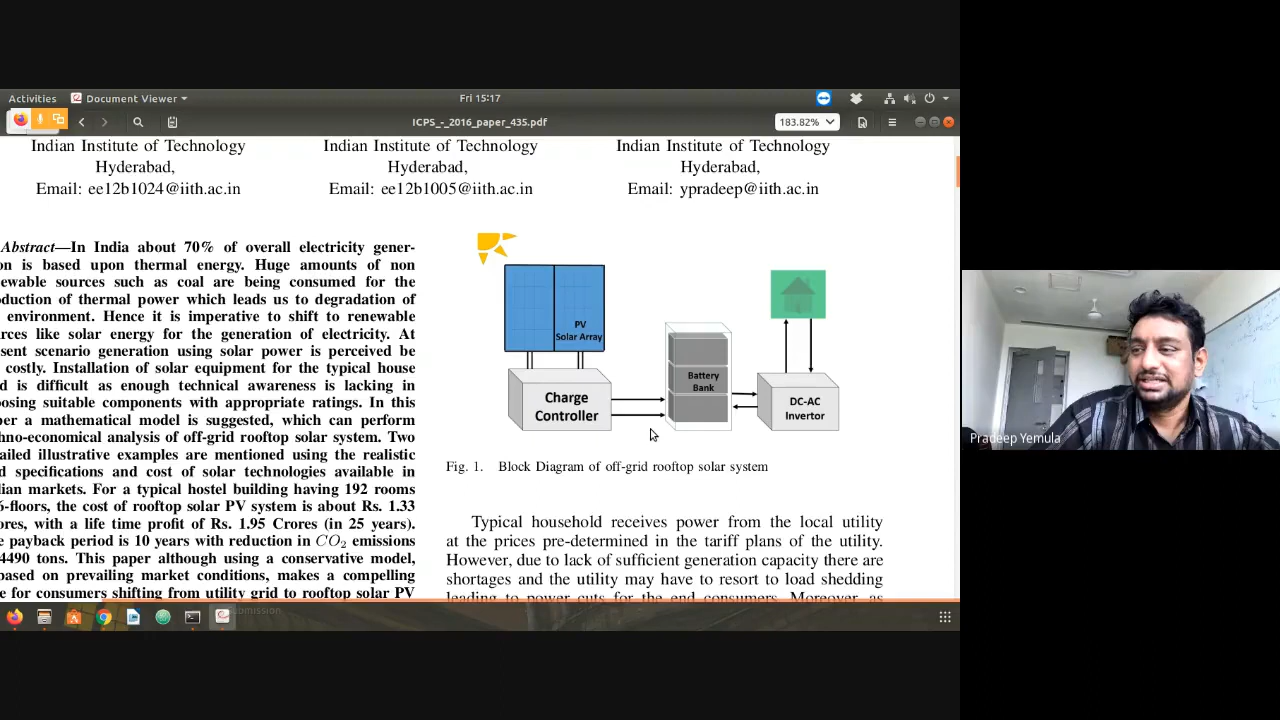 Activities Document Viewer Fri 15:17
ICPS_-_2016_paper_435.pdf 183.82%
Indian Institute of Technology Indian Institute of Technology Indian Institute of Technology
Hyderabad, Hyderabad, Hyderabad,
Email: ee12b1024@iith.ac.in Email: ee12b1005@iith.ac.in Email: ypradeep@iith.ac.in
Abstract—In India about 70% of overall electricity gener-
on is based upon thermal energy. Huge amounts of non
ewable sources such as coal are being consumed for the
duction of thermal power which leads us to degradation of
environment. Hence it is imperative to shift to renewable
rces like solar energy for the generation of electricity. At
sent scenario generation using solar power is perceived be
costly. Installation of solar equipment for the typical house
d is difficult as enough technical awareness is lacking in
osing suitable components with appropriate ratings. In this
per a mathematical model is suggested, which can perform
hno-economical analysis of off-grid rooftop solar system. Two
ailed illustrative examples are mentioned using the realistic
d specifications and cost of solar technologies available in
lian markets. For a typical hostel building having 192 rooms
6-floors, the cost of rooftop solar PV system is about Rs. 1.33
ores, with a life time profit of Rs. 1.95 Crores (in 25 years).
e payback period is 10 years with reduction in CO2 emissions
4490 tons. This paper although using a conservative model,
based on prevailing market conditions, makes a compelling
e for consumers shifting from utility grid to rooftop solar PV
PV
Solar Array
Charge
Controller
Battery
Bank
DC-AC
Invertor
Fig. 1. Block Diagram of off-grid rooftop solar system
Typical household receives power from the local utility
at the prices pre-determined in the tariff plans of the utility.
However, due to lack of sufficient generation capacity there are
shortages and the utility may have to resort to load shedding
leading to power cuts for the end consumers. Moreover, as
Pradeep Yemula